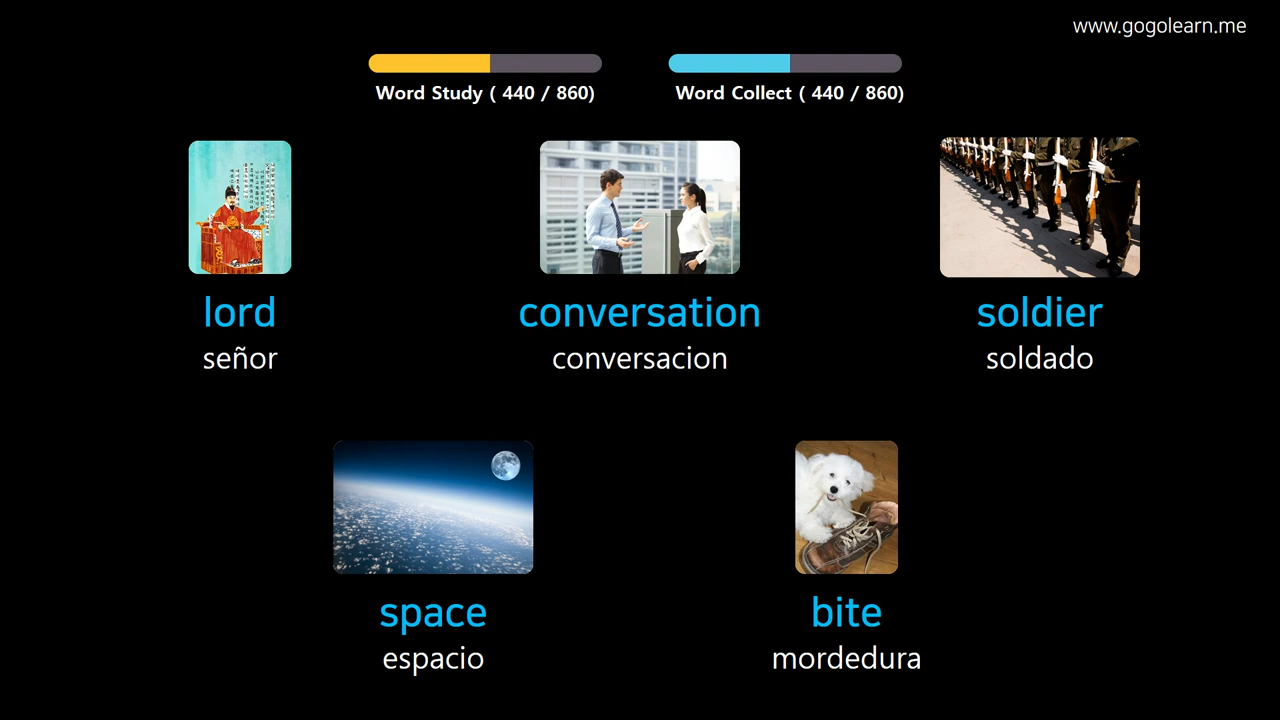 www.gogolearn.me
Word Study ( 440 / 860)
Word Collect ( 440 / 860)
lord
señor
conversation
conversacion
soldier
soldado
space
espacio
bite
mordedura